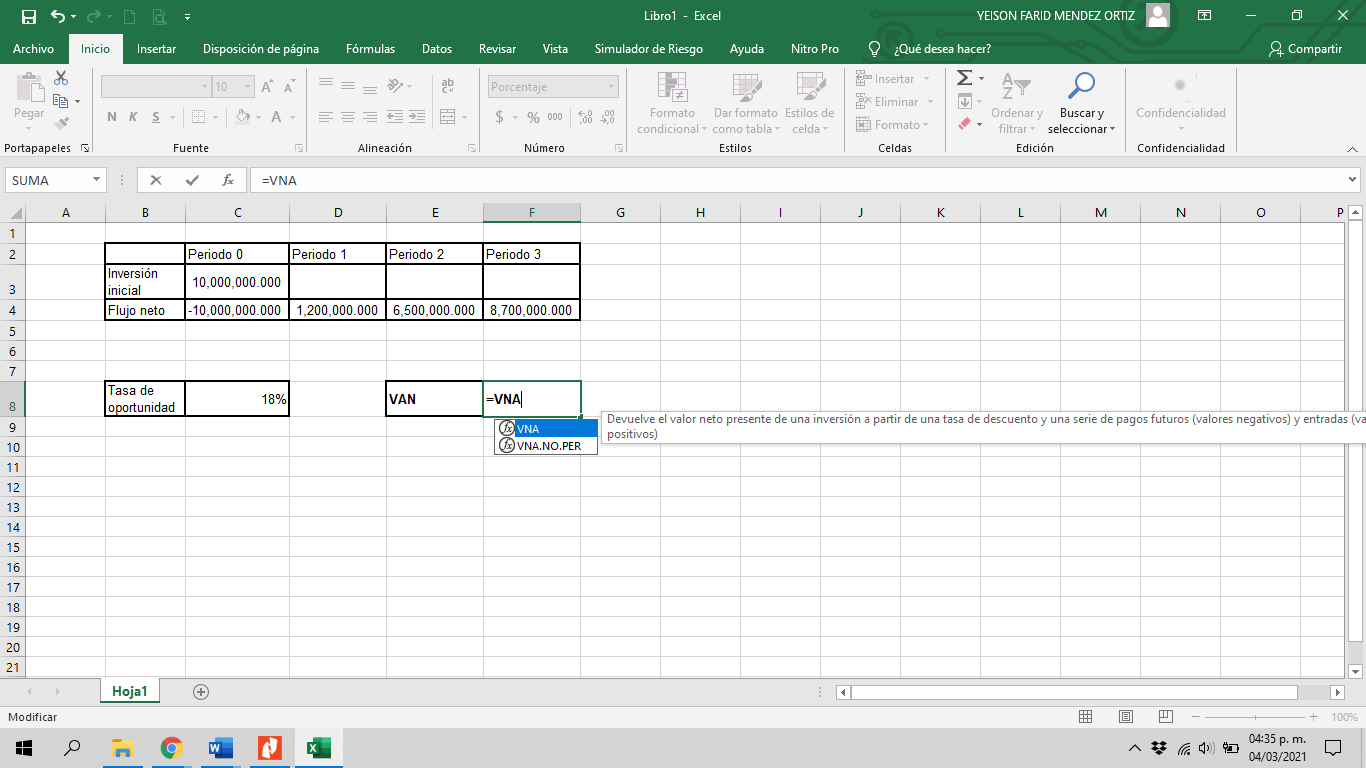 Libro1 - Excel
YEISON FARID MENDEZ ORTIZ
Archivo Inicio Insertar Disposición de página Fórmulas Datos Revisar Vista Simulador de Riesgo Ayuda Nitro Pro ¿Qué desea hacer? Compartir
Pegar
Portapapeles
10 A A
N K S A
Fuente
ab
Alineación
Porcentaje
$ % 000
Número
Formato condicional
Dar formato como tabla
Estilos de celda
Estilos
Insertar
Eliminar
Formato
Celdas
Ordenar y filtrar
Buscar y seleccionar
Edición
Confidencialidad
Confidencialidad
SUMA fx =VNA
A B C D E F G H I J K L M N O P
1
2 Periodo 0 Periodo 1 Periodo 2 Periodo 3
3 Inversión inicial 10,000,000.000
4 Flujo neto -10,000,000.000 1,200,000.000 6,500,000.000 8,700,000.000
5
6
7
8 Tasa de oportunidad 18% VAN =VNA
9 VNA
Devuelve el valor neto presente de una inversión a partir de una tasa de descuento y una serie de pagos futuros (valores negativos) y entradas (va
positivos)
10 VNA.NO.PER
11
12
13
14
15
16
17
18
19
20
21
Hoja1
Modificar
100%
04:35 p. m.
04/03/2021